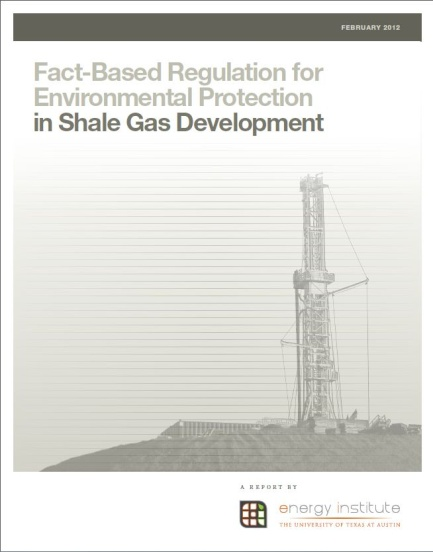 FEBRUARY 2012
Fact-Based Regulation for
Environmental Protection
in Shale Gas Development
A REPORT BY
energy institute
THE UNIVERSITY OF TEXAS AT AUSTIN